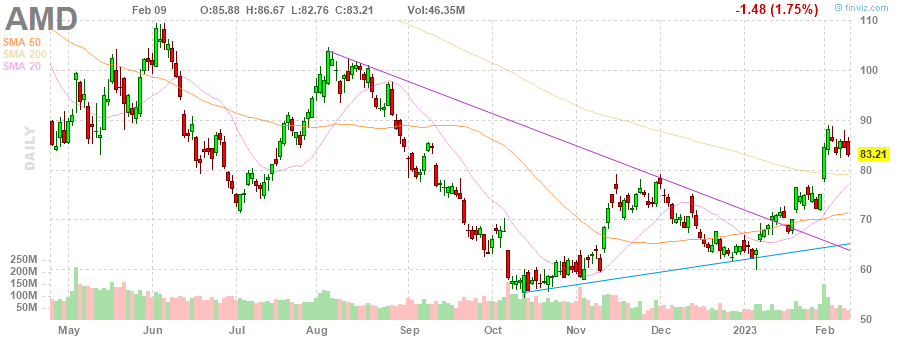 AMD
Feb 09 O:85.88 H:86.67 L:82.76 C:83.21 Vol:46.35M
-1.48 (1.75%)
© finviz.com
SMA 50
SMA 200
SMA 20
DAILY
110
100
90
83.21
80
70
60
50
250M
200M
150M
100M
50M
May Jun Jul Aug Sep Oct Nov Dec 2023 Feb